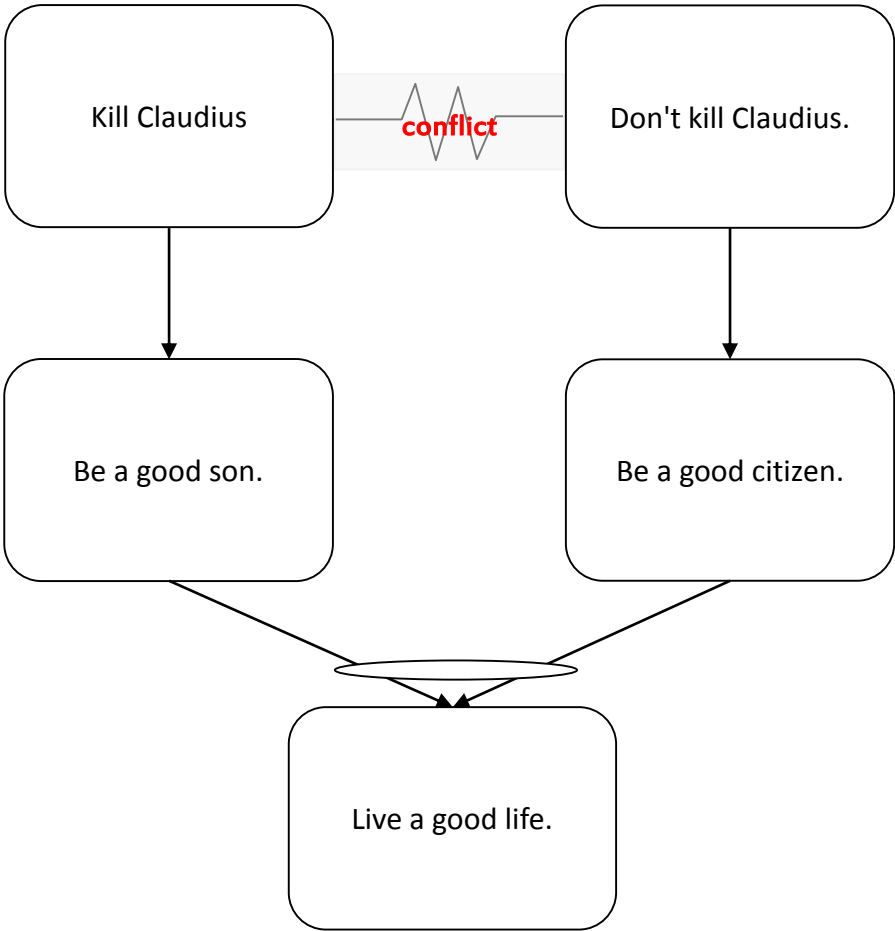 Kill Claudius
conflict
Don't kill Claudius.
Be a good son.
Be a good citizen.
Live a good life.